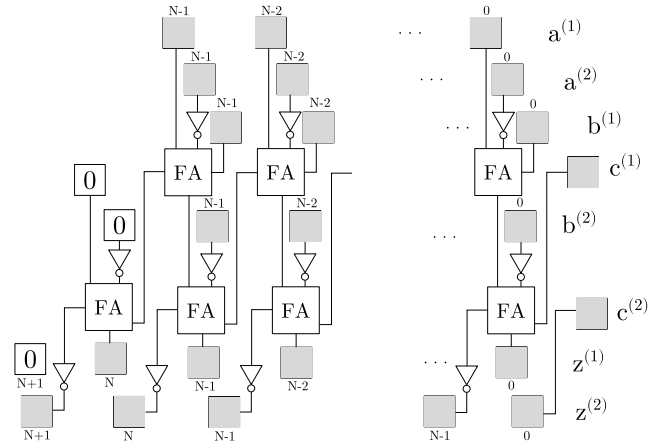 N-1 N-2 0
... a(1)
N-1 N-2 0
... a(2)
N-1 N-2 0
... b(1)
FA FA FA c(1)
0
N-1 N-2 0
0 ... b(2)
FA FA FA c(2)
0
N+1 N N-1 N-2 ... 0 z(1)
z(2)
N+1 N N-1 N-1 0